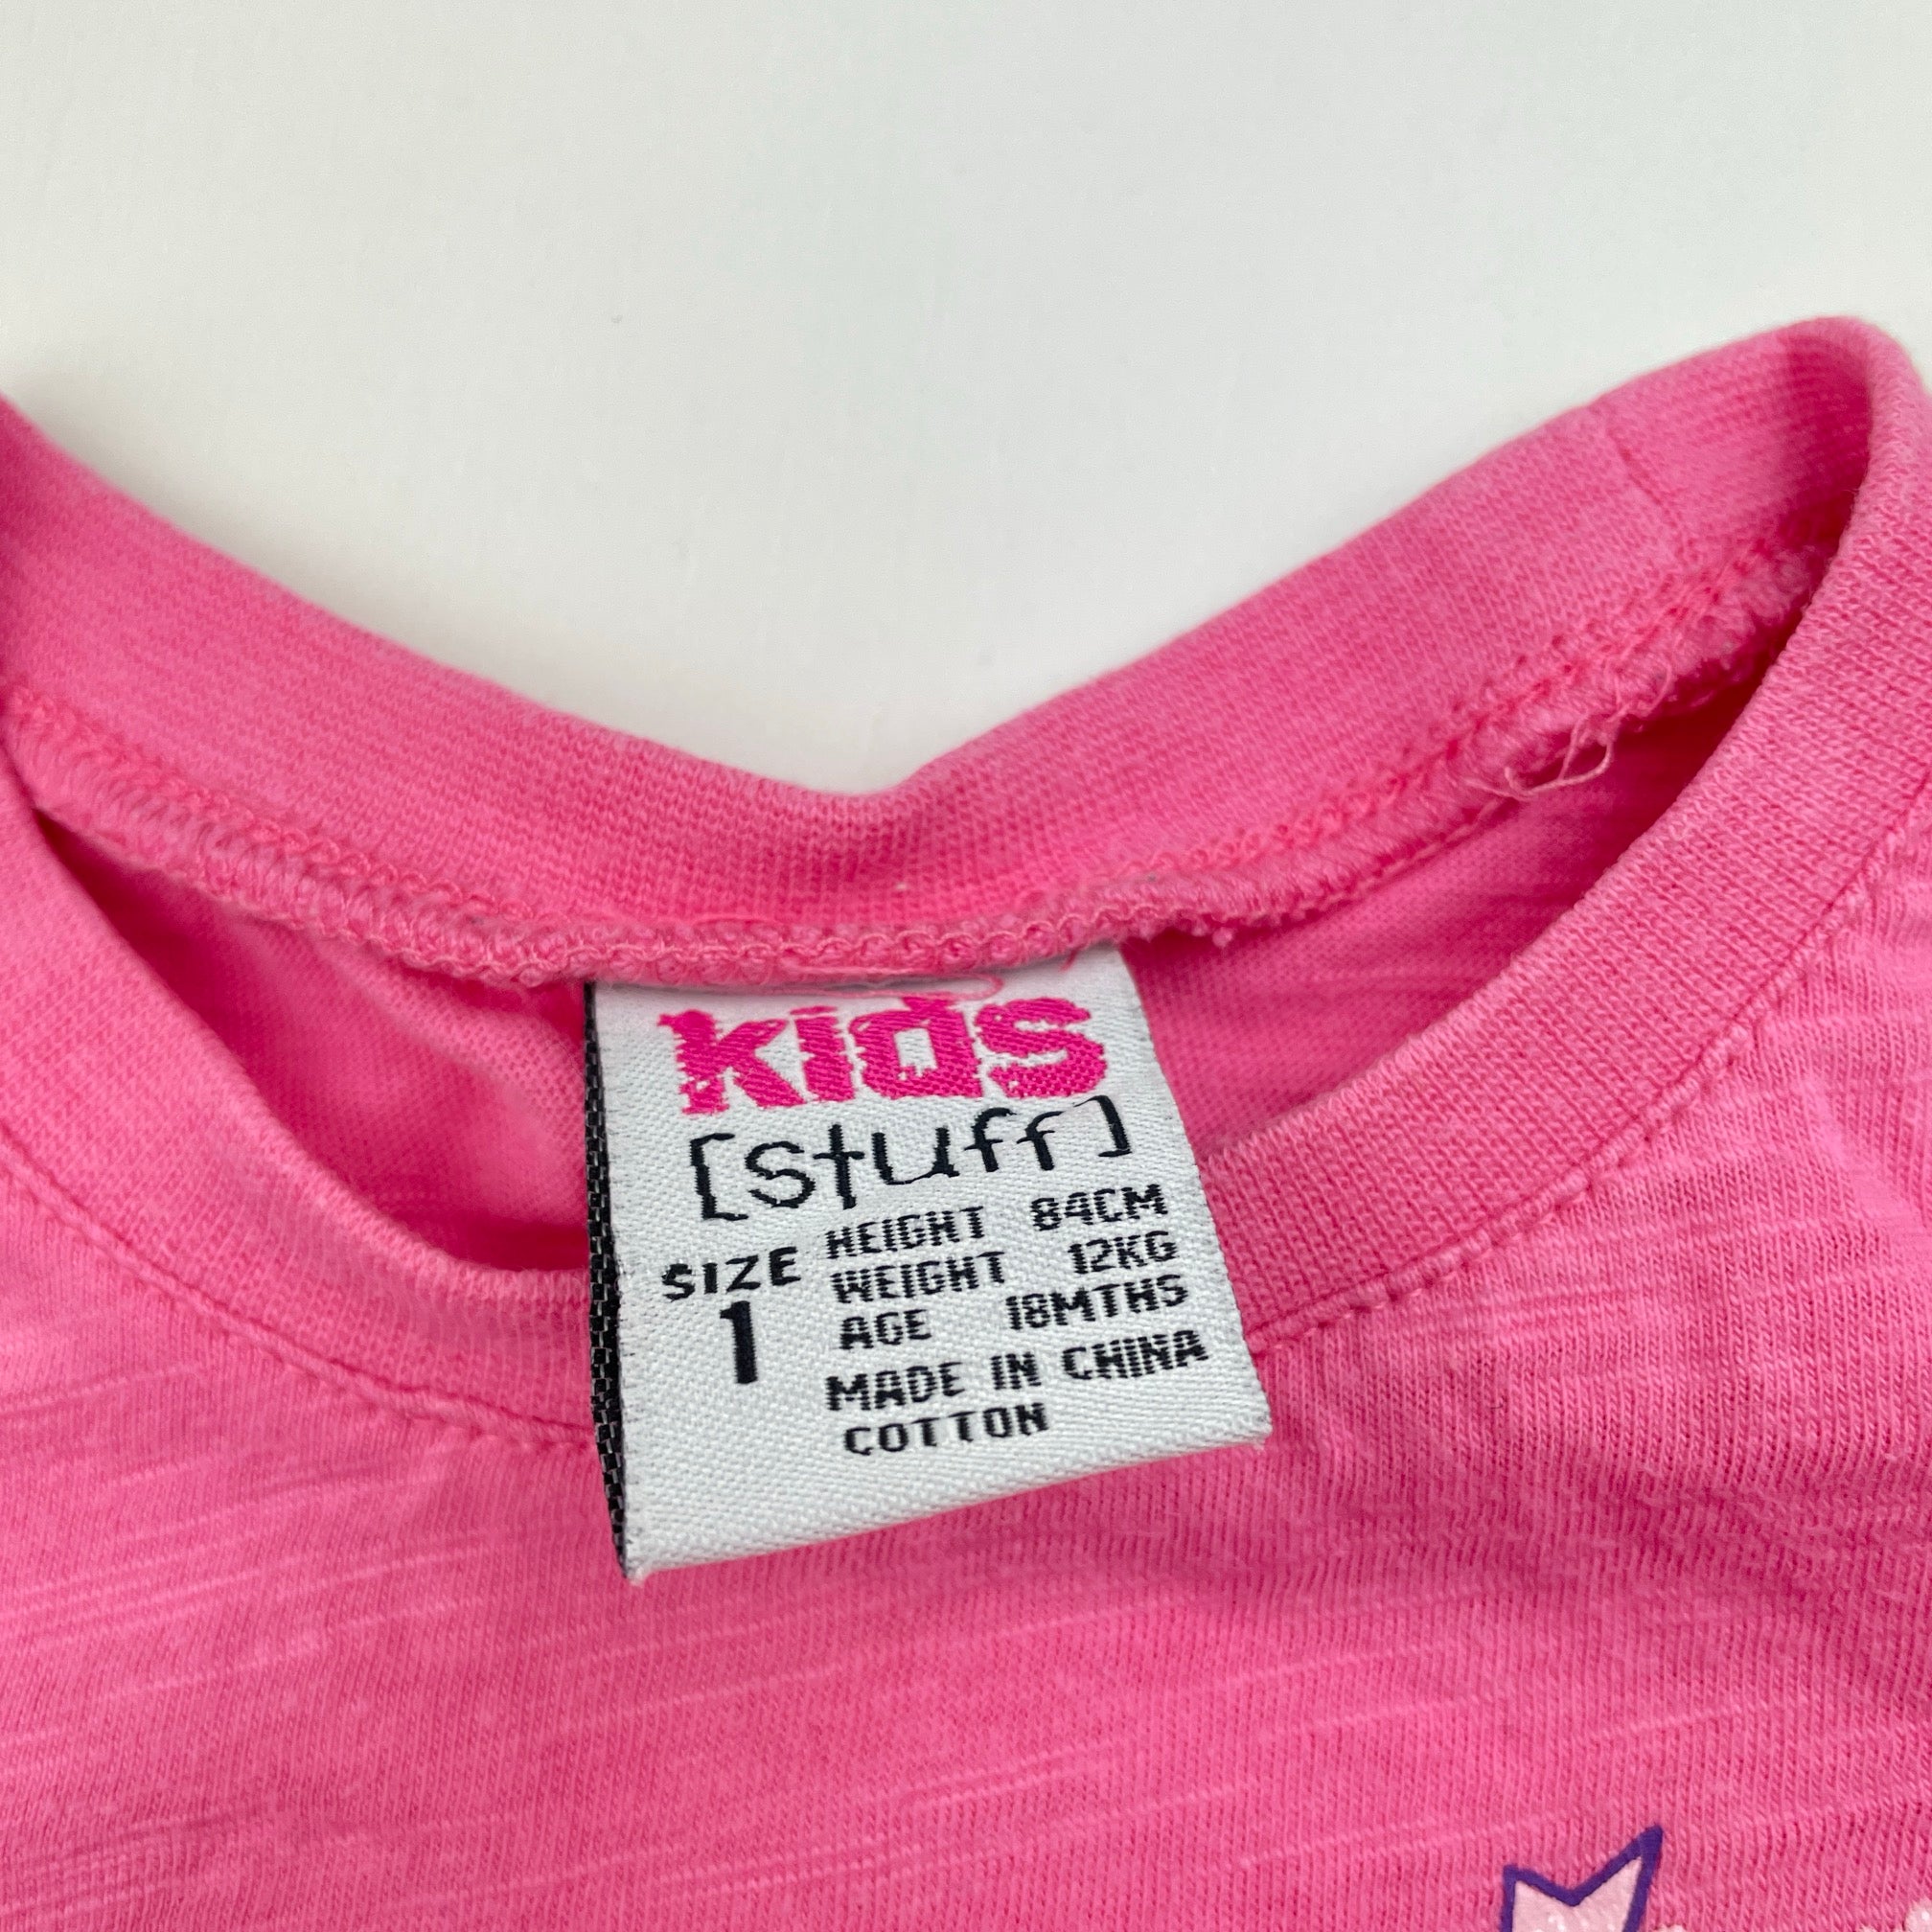 kids
[stuff]
SIZE
1
HEIGHT 84CM
WEIGHT 12KG
AGE 18MTHS
MADE IN CHINA
COTTON